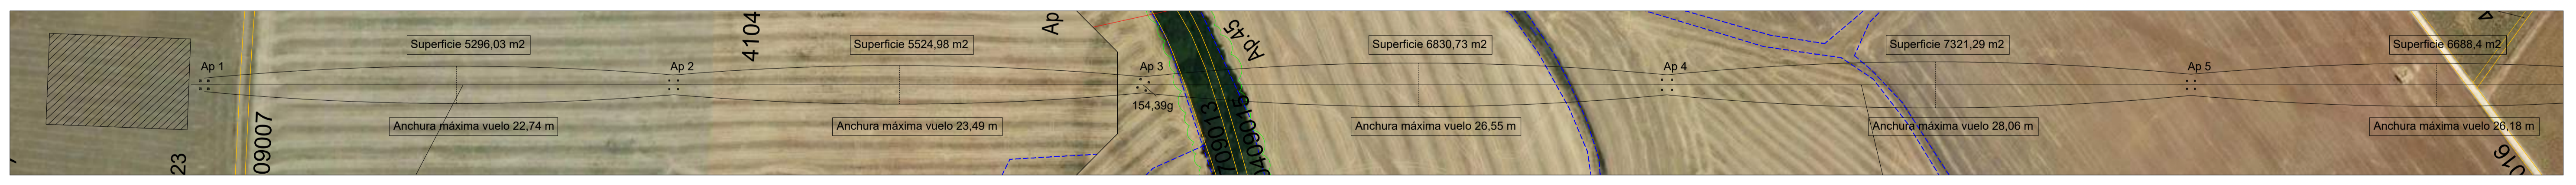 Superficie 5296,03 m2
Superficie 5524,98 m2
Superficie 6830,73 m2
Superficie 7321,29 m2
Superficie 6688,4 m2
4104
Ap
Ap.45
4
Ap 1
Ap 2
Ap 3
Ap 4
Ap 5
154,39g
Anchura máxima vuelo 22,74 m
Anchura máxima vuelo 23,49 m
Anchura máxima vuelo 26,55 m
Anchura máxima vuelo 28,06 m
Anchura máxima vuelo 26,18 m
23
09007
709013
0409015
016